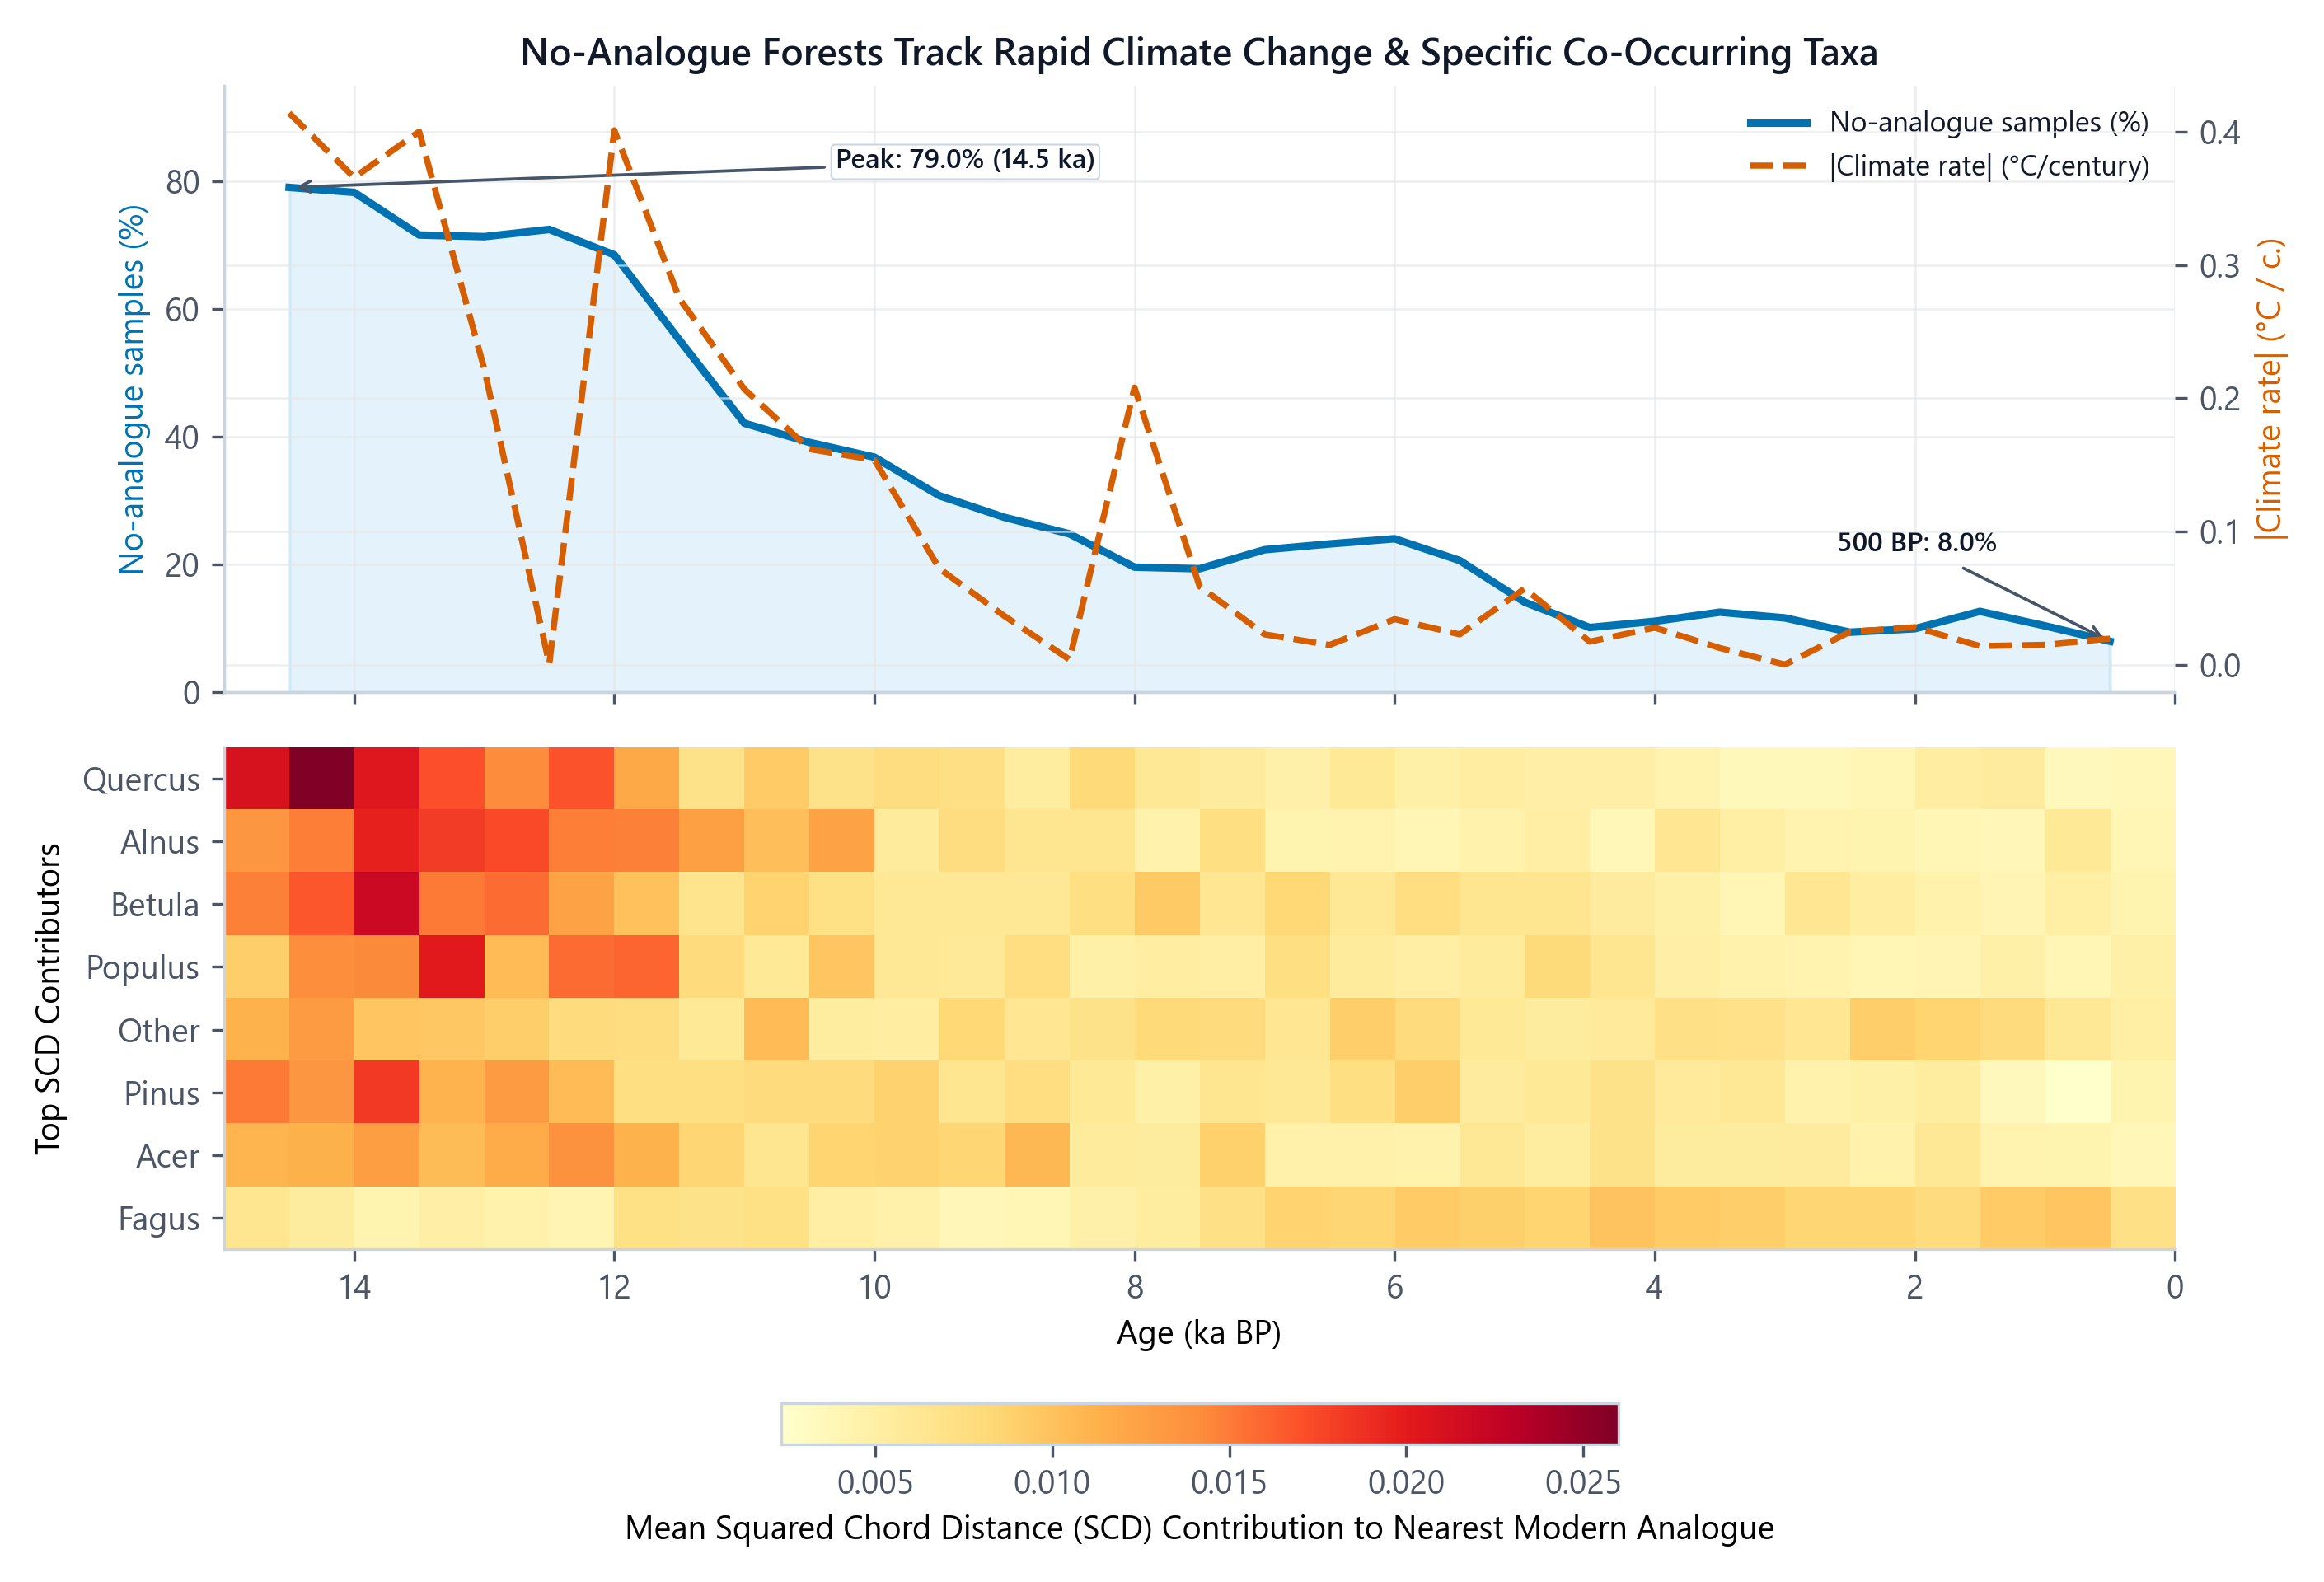 No-Analogue Forests Track Rapid Climate Change & Specific Co-Occurring Taxa
No-analogue samples (%)
|Climate rate| (°C/century)
Peak: 79.0% (14.5 ka)
500 BP: 8.0%
No-analogue samples (%)
80
60
40
20
0
|Climate rate| (°C / c.)
0.4
0.3
0.2
0.1
0.0
Top SCD Contributors
Quercus
Alnus
Betula
Populus
Other
Pinus
Acer
Fagus
14 12 10 8 6 4 2 0
Age (ka BP)
0.005 0.010 0.015 0.020 0.025
Mean Squared Chord Distance (SCD) Contribution to Nearest Modern Analogue